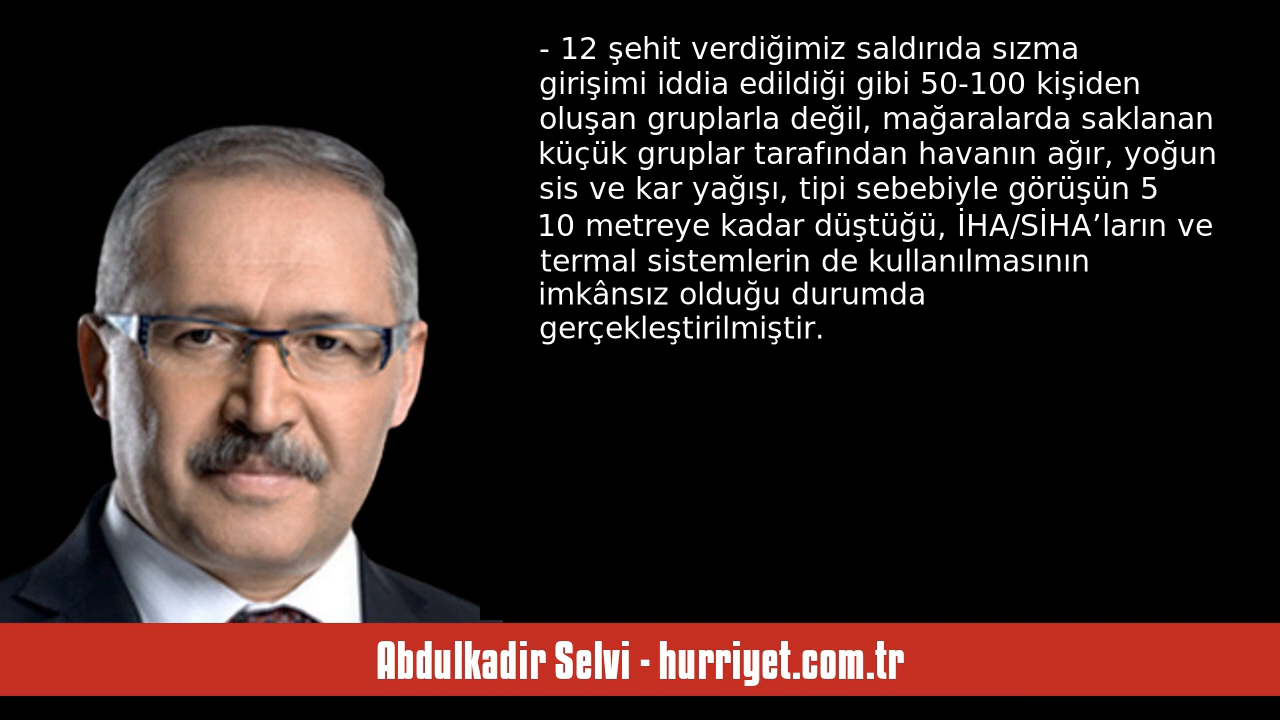 - 12 şehit verdiğimiz saldırıda sızma
girişimi iddia edildiği gibi 50-100 kişiden
oluşan gruplarla değil, mağaralarda saklanan
küçük gruplar tarafından havanın ağır, yoğun
sis ve kar yağışı, tipi sebebiyle görüşün 5
10 metreye kadar düştüğü, İHA/SİHA’ların ve
termal sistemlerin de kullanılmasının
imkânsız olduğu durumda
gerçekleştirilmiştir.
Abdulkadir Selvi - hurriyet.com.tr